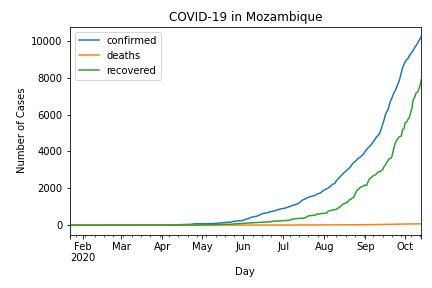 COVID-19 in Mozambique
confirmed
deaths
recovered
10000
8000
6000
4000
2000
0
Number of Cases
Feb Mar Apr May Jun Jul Aug Sep Oct
2020
Day